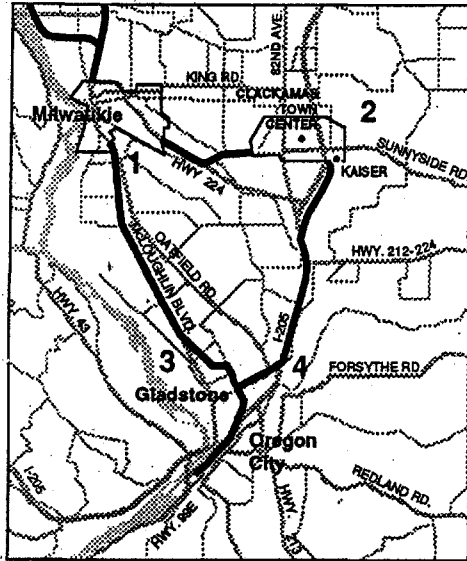 82ND AVE.
KING RD.
CLACKAMAS
TOWN
CENTER
2
Milwaukie
SUNNYSIDE RD.
KAISER
1
HWY. 224
HWY. 212-224
OATFIELD RD.
McLOUGHLIN BLVD.
HWY. 43
I-205
3
4
FORSYTHE RD.
Gladstone
Oregon
City
I-205
REDLAND RD.
HWY. 99E
HWY. 213